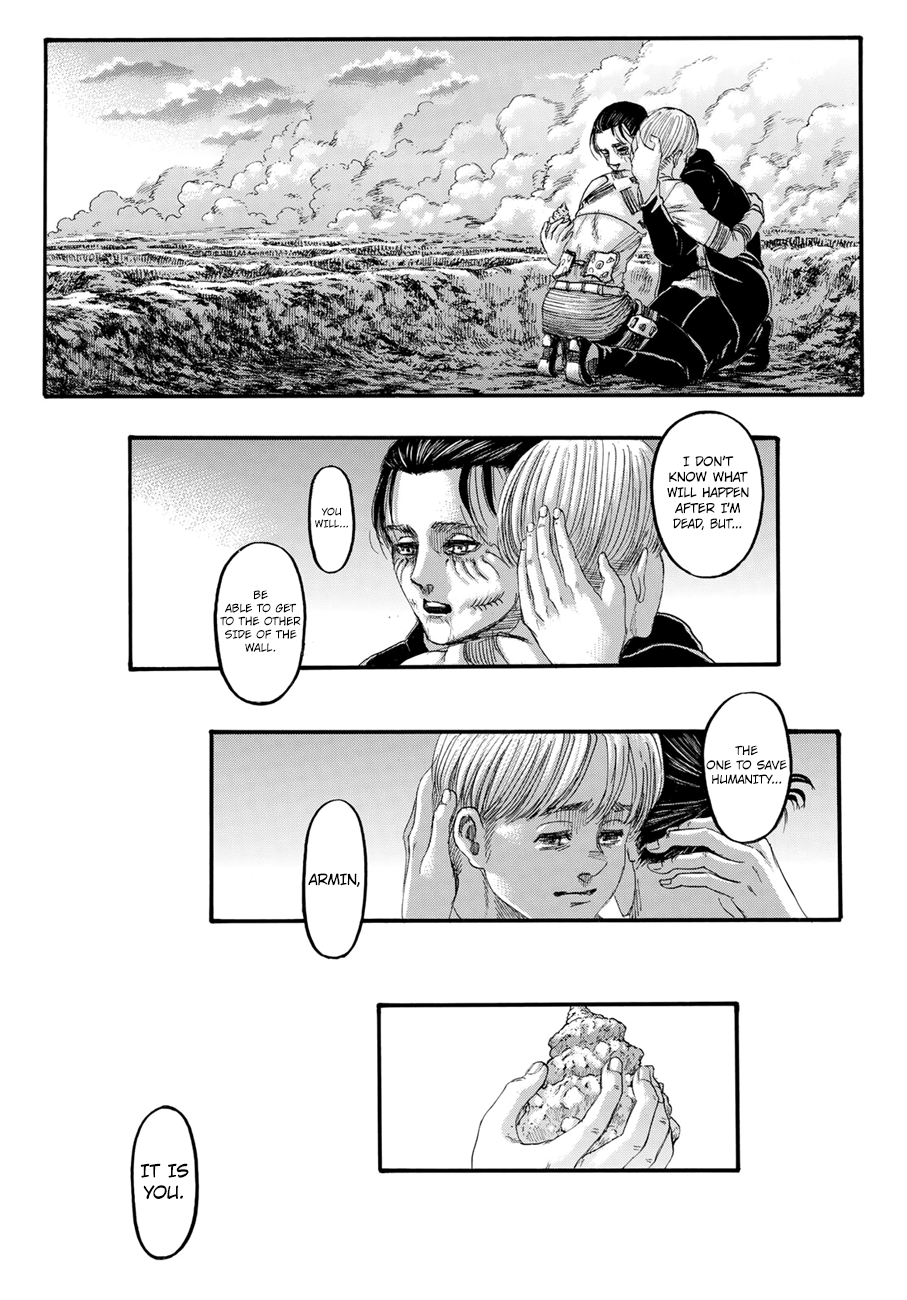 I DON'T
KNOW WHAT
WILL HAPPEN
AFTER I'M
DEAD, BUT...
YOU
WILL...
BE
ABLE TO GET
TO THE OTHER
SIDE OF THE
WALL.
THE
ONE TO SAVE
HUMANITY...
ARMIN,
IT IS
YOU.